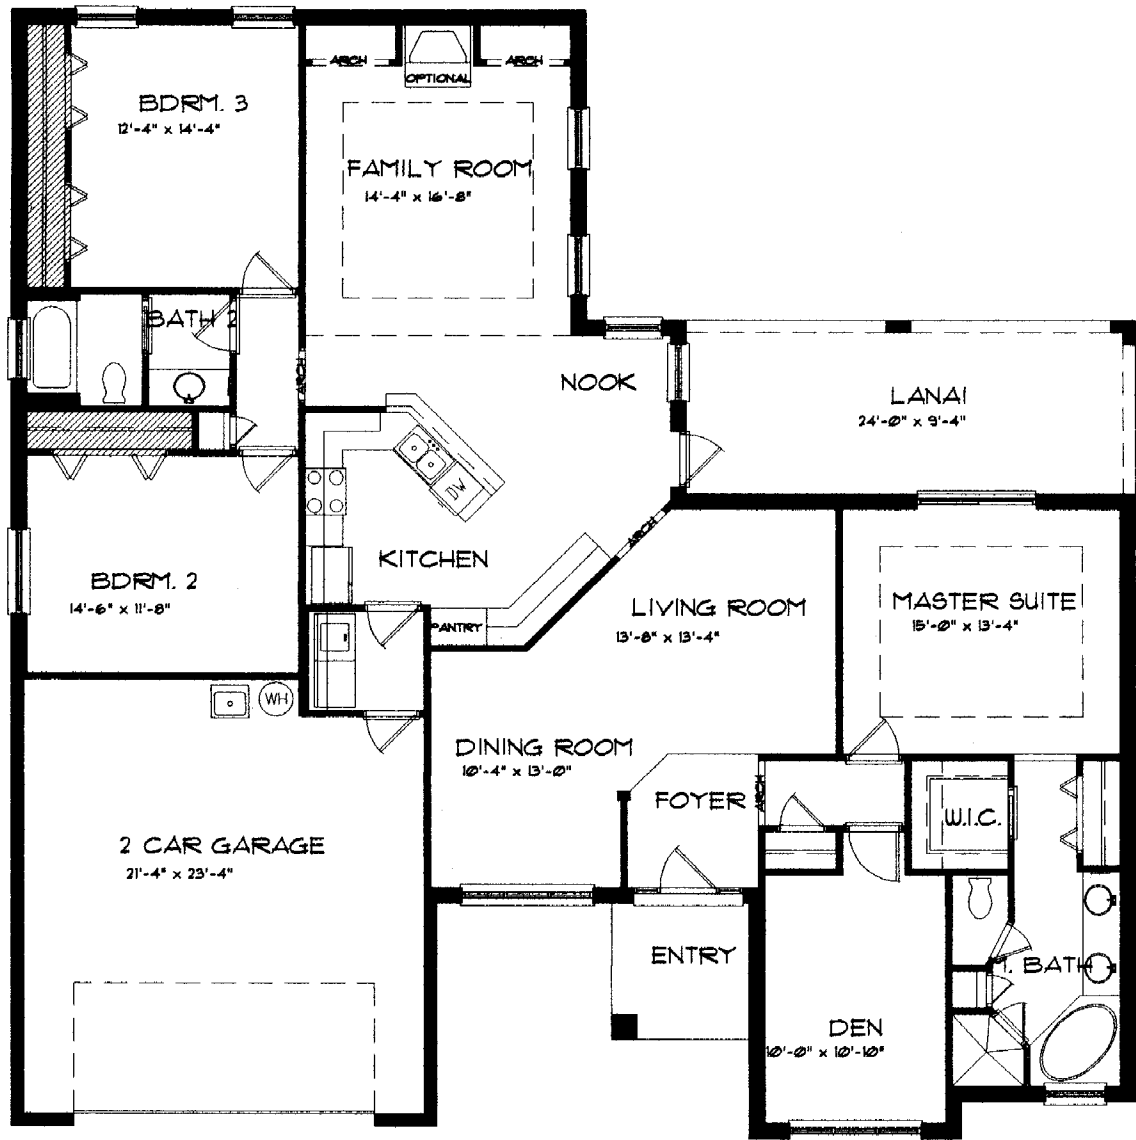 ARCH
ARCH
OPTIONAL
BDRM. 3
12'-4" x 14'-4"
FAMILY ROOM
14'-4" x 16'-8"
BATH 2
ARCH
NOOK
LANAI
24'-0" x 9'-4"
DW
ARCH
KITCHEN
BDRM. 2
14'-6" x 11'-8"
LIVING ROOM
13'-8" x 13'-4"
MASTER SUITE
15'-0" x 13'-4"
PANTRY
WH
DINING ROOM
10'-4" x 13'-0"
FOYER
ARCH
W.I.C.
2 CAR GARAGE
21'-4" x 23'-4"
ENTRY
M. BATH
DEN
10'-0" x 10'-10"